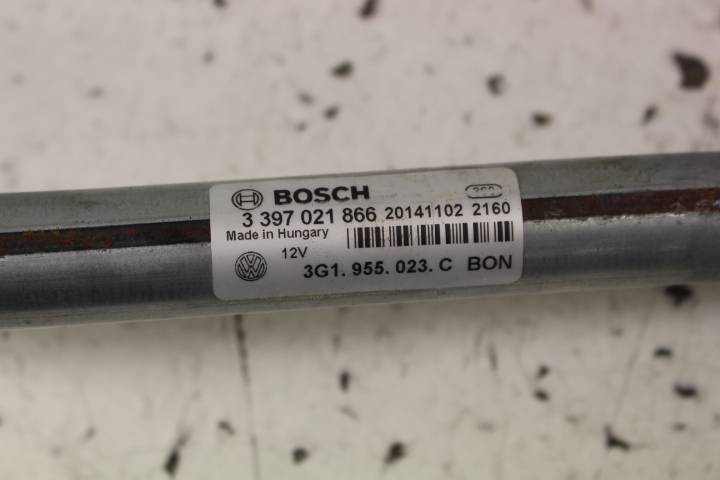 BOSCH
3 397 021 866 20141102 2160
Made in Hungary
12V
3G1. 955. 023. C BON